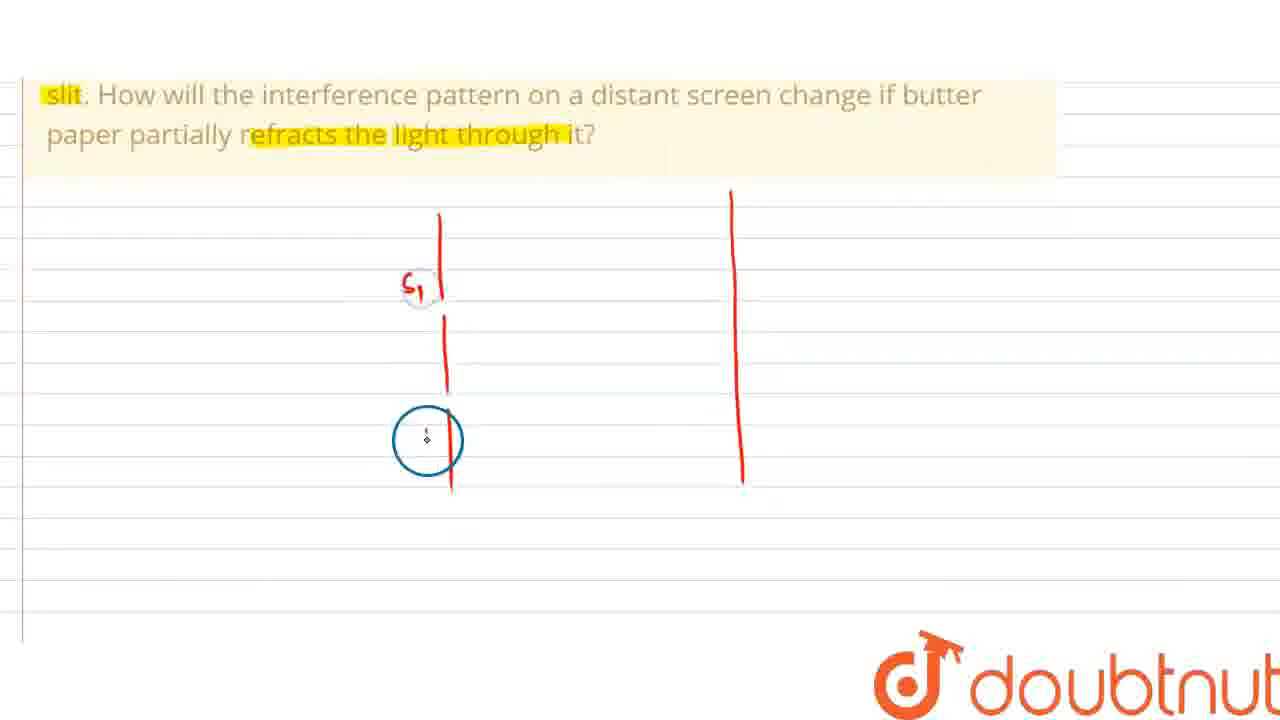 slit. How will the interference pattern on a distant screen change if butter
paper partially refracts the light through it?
S1
doubtnut